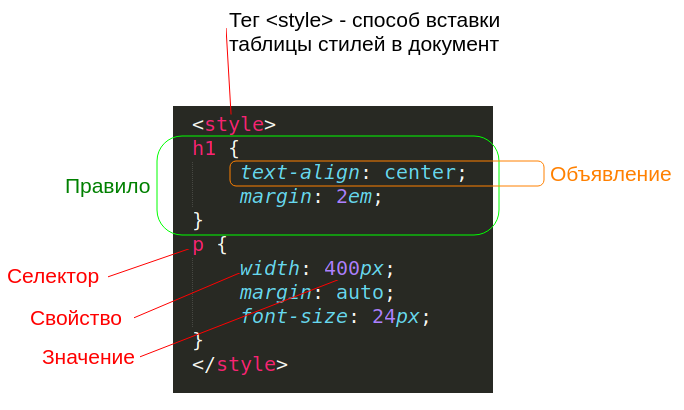 Тег <style> - способ вставки
таблицы стилей в документ
<style>
h1 {
text-align: center;
margin: 2em;
}
p {
width: 400px;
margin: auto;
font-size: 24px;
}
</style>
Правило
Объявление
Селектор
Свойство
Значение